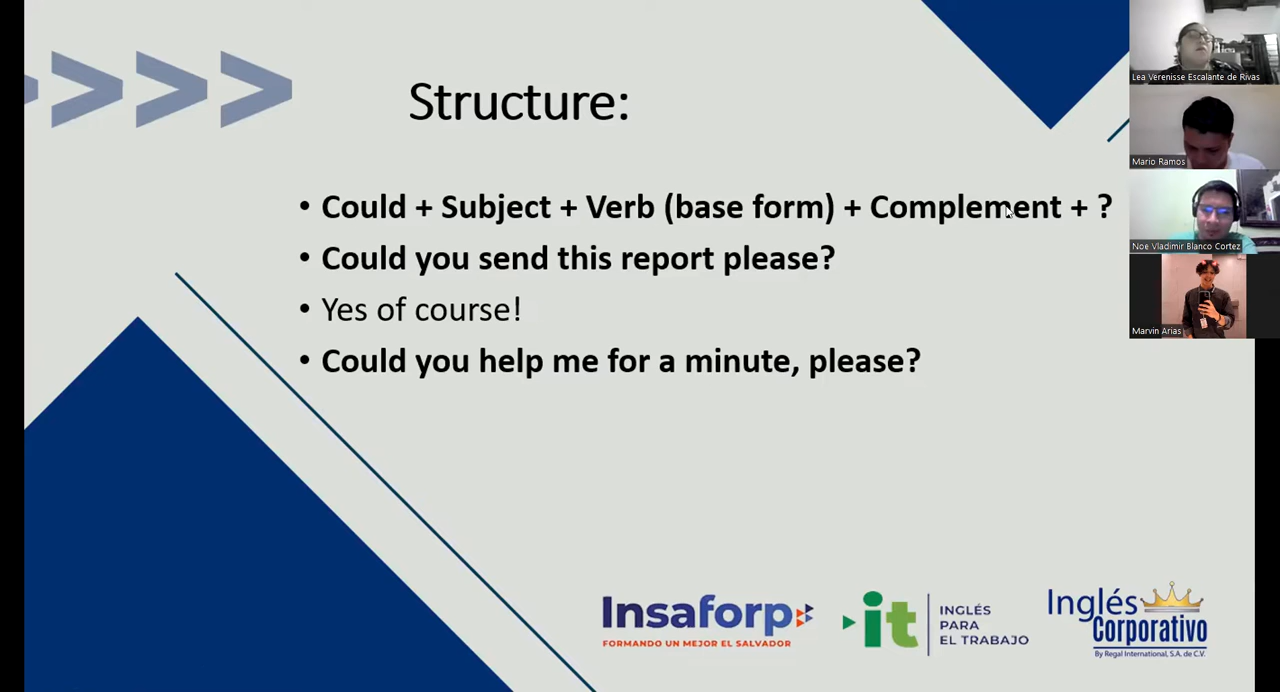 Structure:
• Could + Subject + Verb (base form) + Complement + ?
• Could you send this report please?
• Yes of course!
• Could you help me for a minute, please?
Lea Verenisse Escalante de Rivas
Mario Ramos
Noe Vladimir Blanco Cortez
Marvin Arias
Insaforp
FORMANDO UN MEJOR EL SALVADOR
it
INGLÉS
PARA
EL TRABAJO
Inglés
Corporativo
By Regal International, S.A. de C.V.